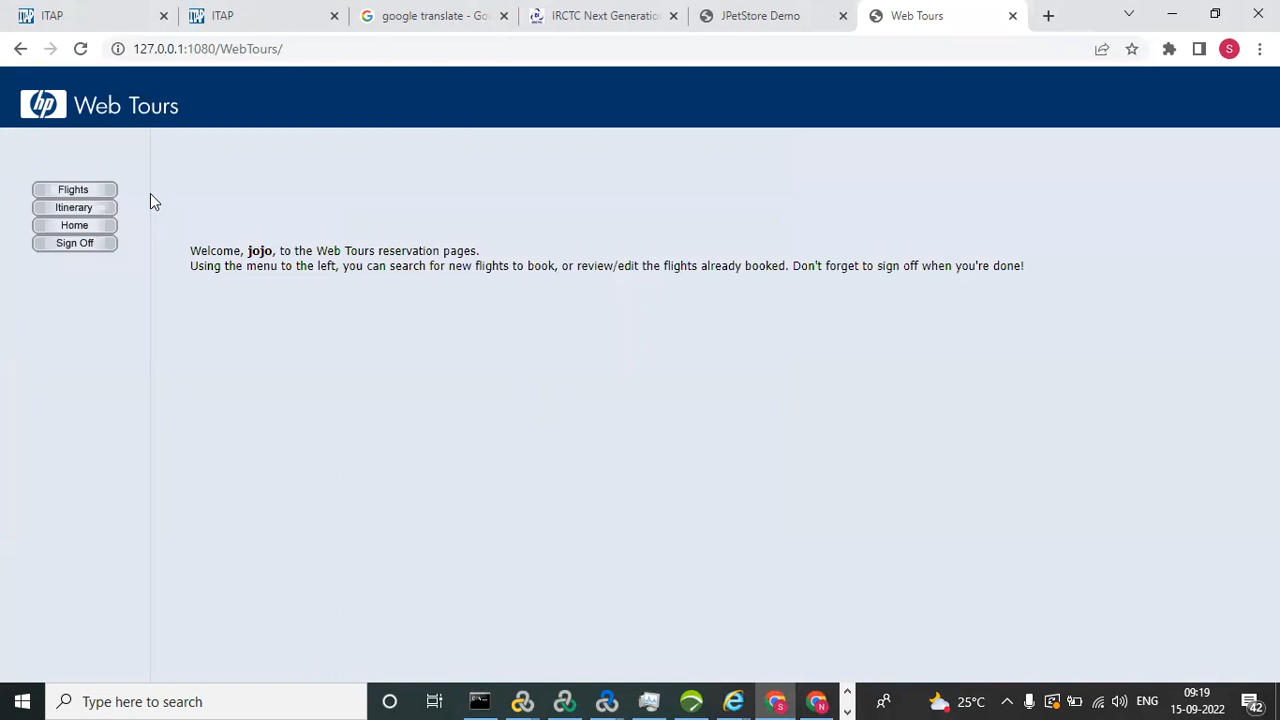 ITAP
ITAP
google translate - Go
IRCTC Next Generatio
JPetStore Demo
Web Tours
127.0.0.1:1080/WebTours/
S
hp Web Tours
Flights
Itinerary
Home
Sign Off
Welcome, jojo, to the Web Tours reservation pages.
Using the menu to the left, you can search for new flights to book, or review/edit the flights already booked. Don't forget to sign off when you're done!
Type here to search
25°C
ENG
09:19
15-09-2022
42